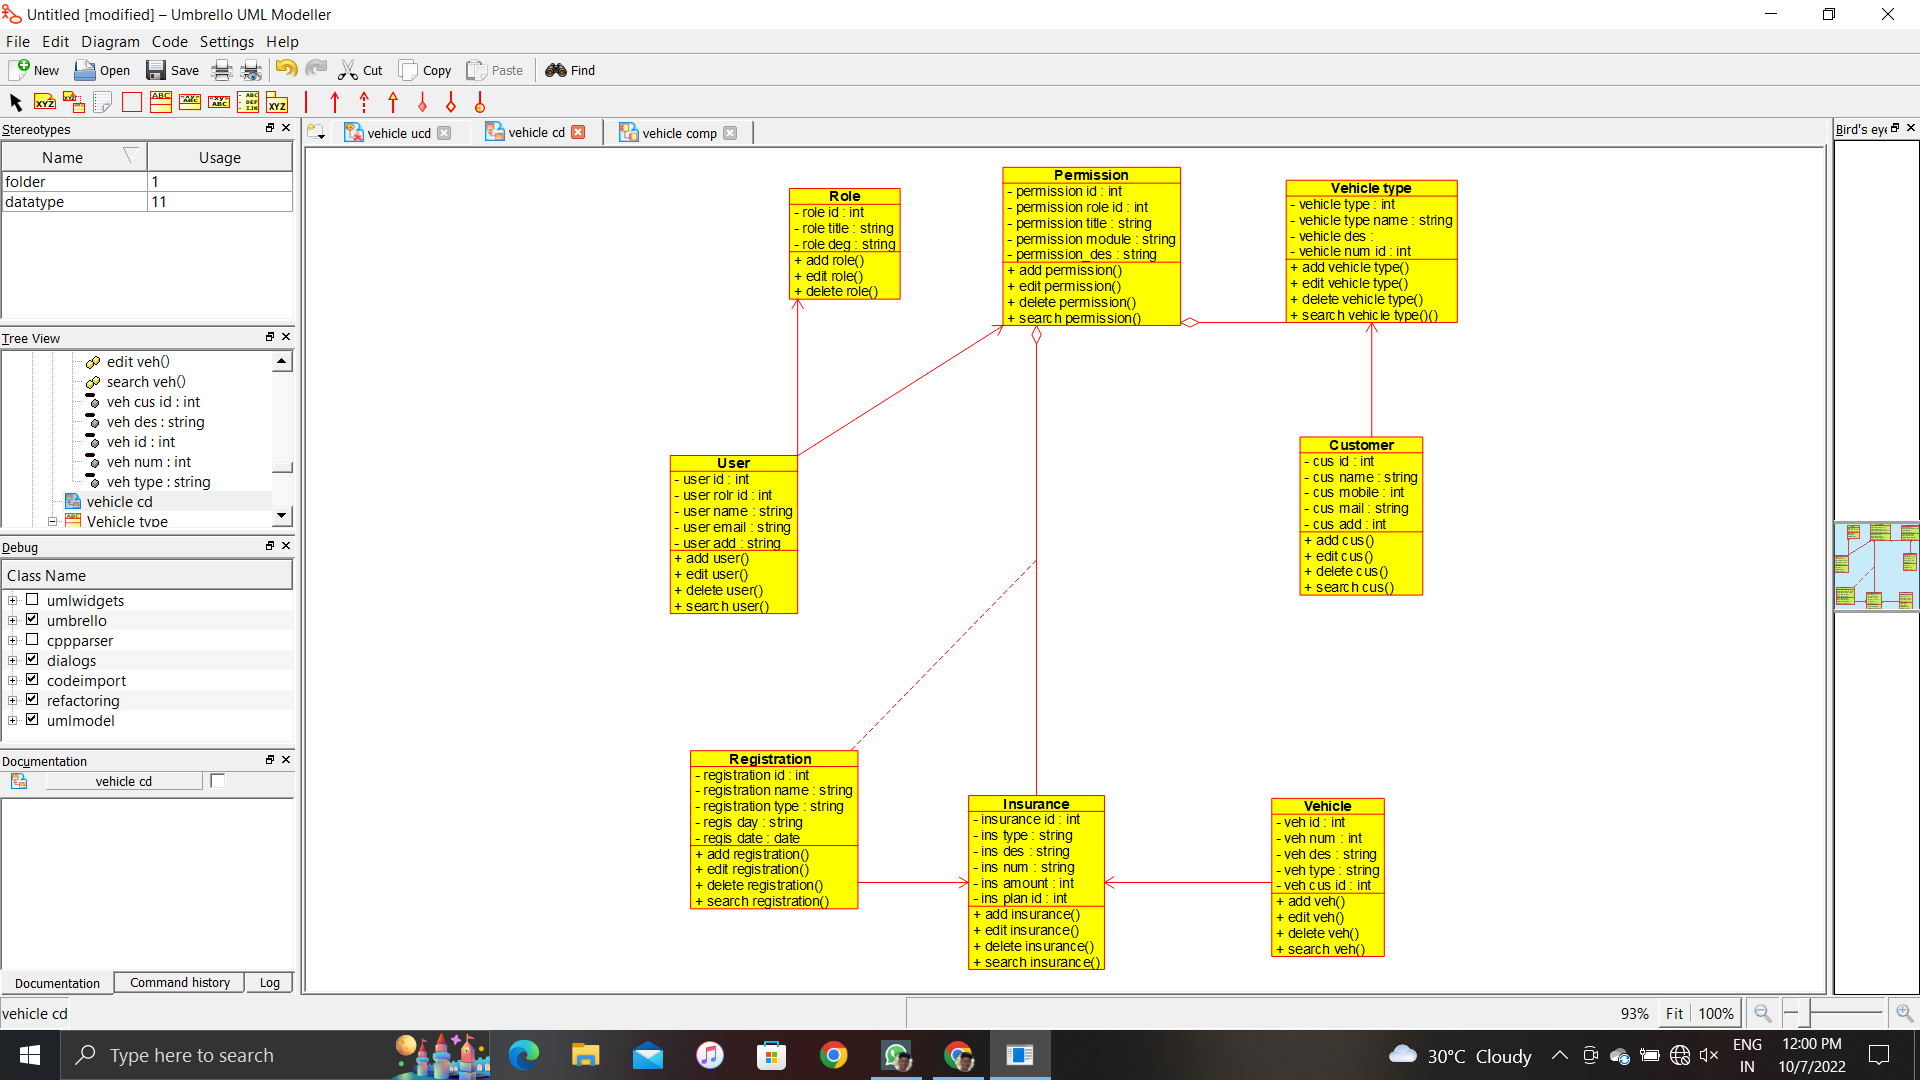 Untitled [modified] – Umbrello UML Modeller
File Edit Diagram Code Settings Help
New Open Save Cut Copy Paste Find
Stereotypes
Name Usage
folder 1
datatype 11
Tree View
edit veh()
search veh()
veh cus id : int
veh des : string
veh id : int
veh num : int
veh type : string
vehicle cd
Vehicle type
Debug
Class Name
umlwidgets
umbrello
cppparser
dialogs
codeimport
refactoring
umlmodel
Documentation
vehicle cd
Documentation Command history Log
vehicle ucd vehicle cd vehicle comp
Bird's eye
Role
- role id : int
- role title : string
- role deg : string
+ add role()
+ edit role()
+ delete role()
Permission
- permission id : int
- permission role id : int
- permission title : string
- permission module : string
- permission_des : string
+ add permission()
+ edit permission()
+ delete permission()
+ search permission()
Vehicle type
- vehicle type : int
- vehicle type name : string
- vehicle des :
- vehicle num id : int
+ add vehicle type()
+ edit vehicle type()
+ delete vehicle type()
+ search vehicle type()()
User
- user id : int
- user rolr id : int
- user name : string
- user email : string
- user add : string
+ add user()
+ edit user()
+ delete user()
+ search user()
Customer
- cus id : int
- cus name : string
- cus mobile : int
- cus mail : string
- cus add : int
+ add cus()
+ edit cus()
+ delete cus()
+ search cus()
Registration
- registration id : int
- registration name : string
- registration type : string
- regis day : string
- regis date : date
+ add registration()
+ edit registration()
+ delete registration()
+ search registration()
Insurance
- insurance id : int
- ins type : string
- ins des : string
- ins num : string
- ins amount : int
- ins plan id : int
+ add insurance()
+ edit insurance()
+ delete insurance()
+ search insurance()
Vehicle
- veh id : int
- veh num : int
- veh des : string
- veh type : string
- veh cus id : int
+ add veh()
+ edit veh()
+ delete veh()
+ search veh()
vehicle cd
93% Fit 100%
Type here to search
30°C Cloudy
ENG
IN
12:00 PM
10/7/2022